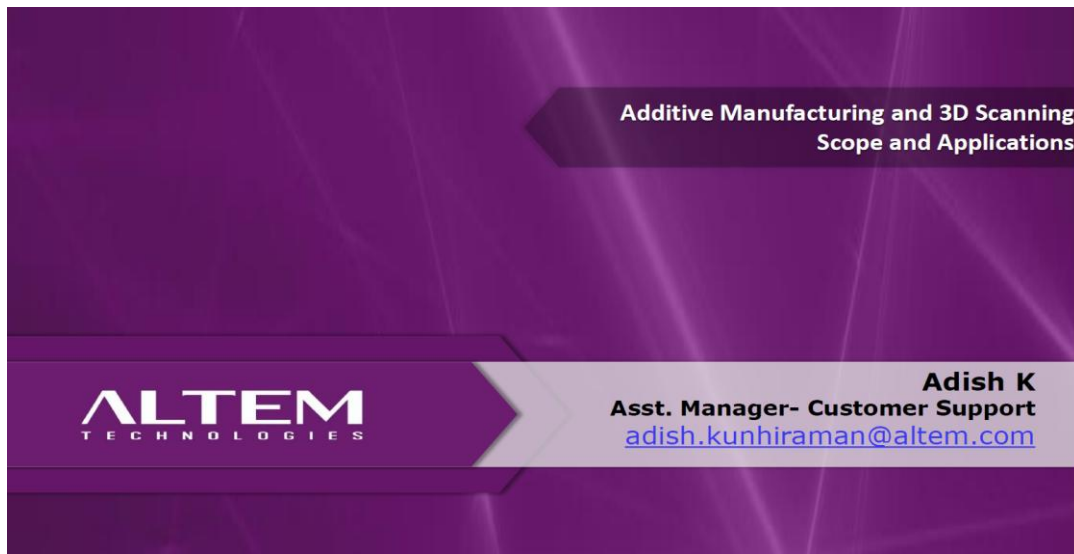 Additive Manufacturing and 3D Scanning
Scope and Applications
ALTEM
TECHNOLOGIES
Adish K
Asst. Manager- Customer Support
adish.kunhiraman@altem.com